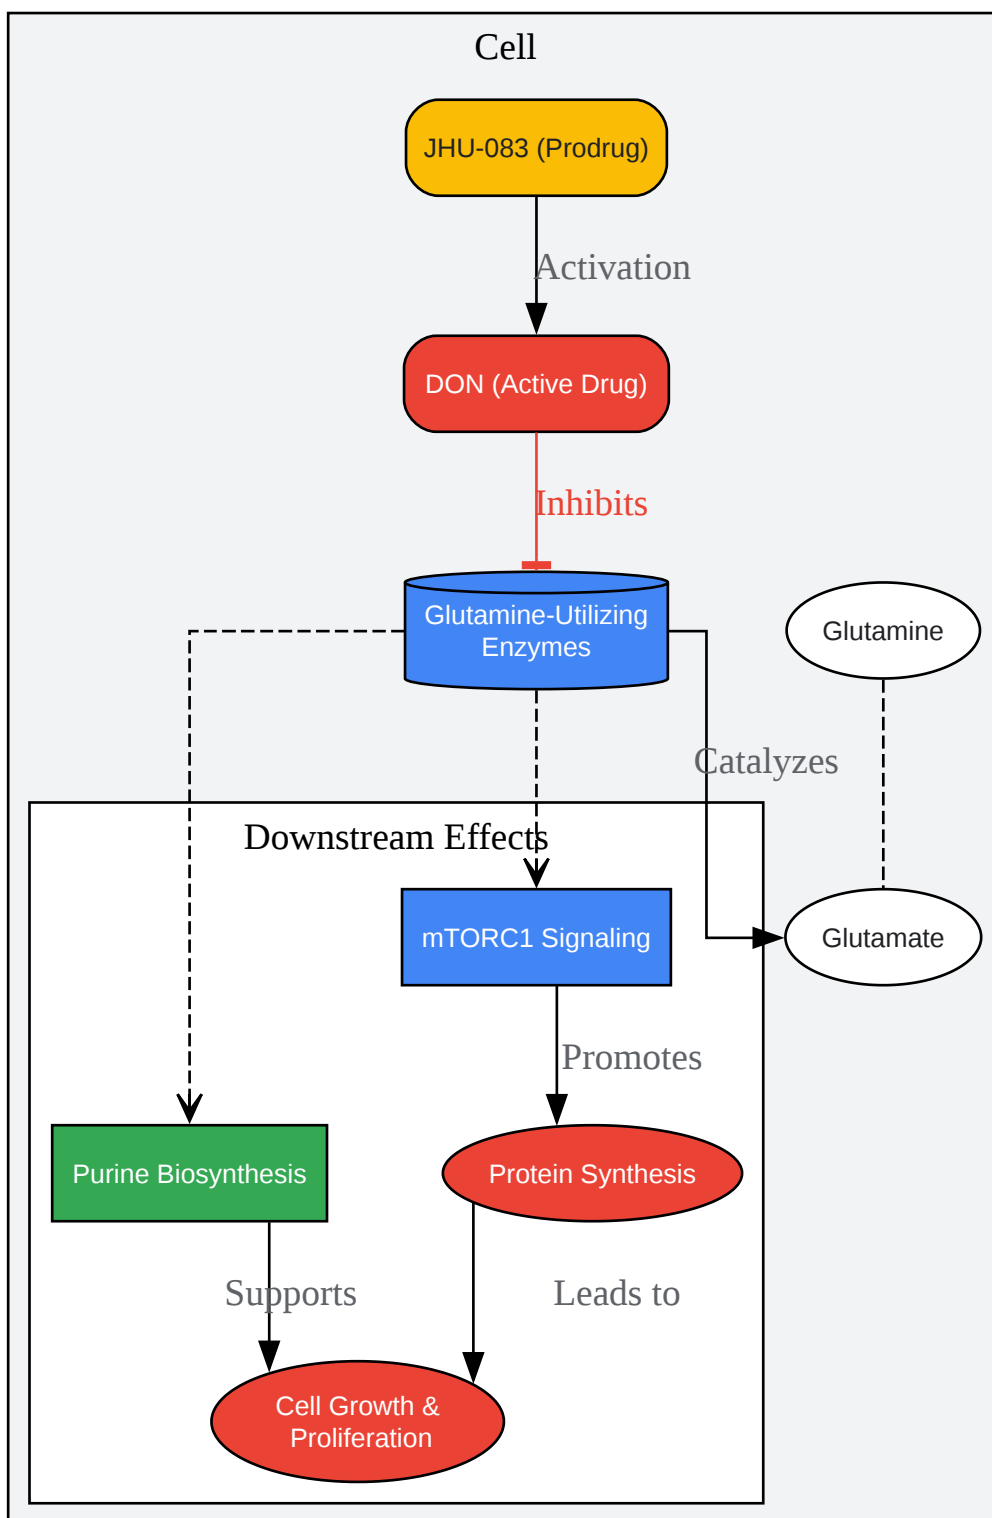 Cell
JHU-083 (Prodrug)
Activation
DON (Active Drug)
Inhibits
Glutamine-Utilizing
Enzymes
Glutamine
Catalyzes
Downstream Effects
mTORC1 Signaling
Glutamate
Promotes
Purine Biosynthesis
Protein Synthesis
Supports
Leads to
Cell Growth &
Proliferation